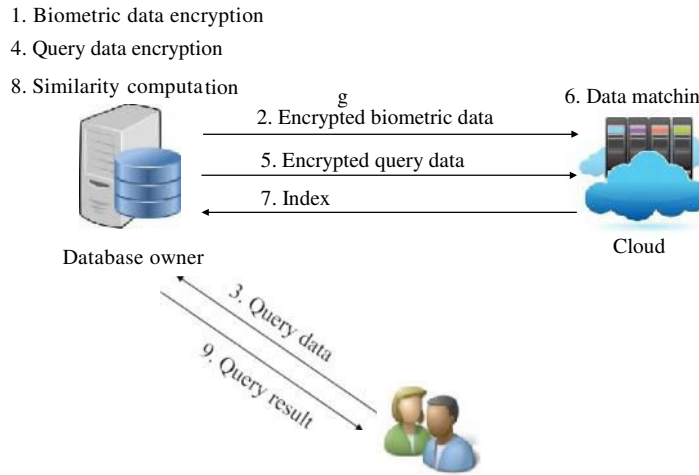 1. Biometric data encryption
4. Query data encryption
8. Similarity computation
g
6. Data matchin
2. Encrypted biometric data
5. Encrypted query data
7. Index
Database owner
Cloud
3. Query data
9. Query result